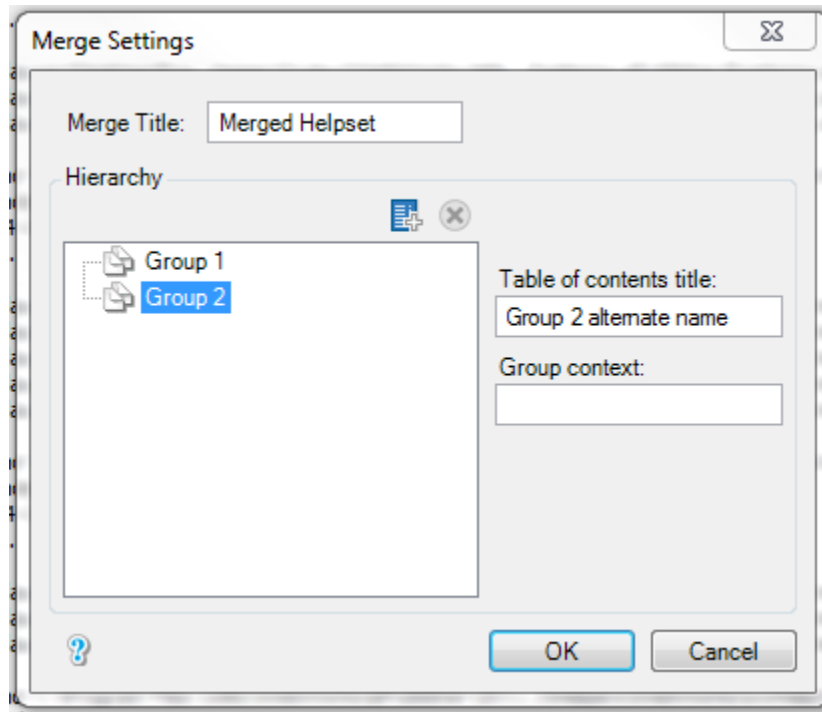 Merge Settings
Merge Title: Merged Helpset
Hierarchy
Group 1
Group 2
Table of contents title:
Group 2 alternate name
Group context:
OK Cancel